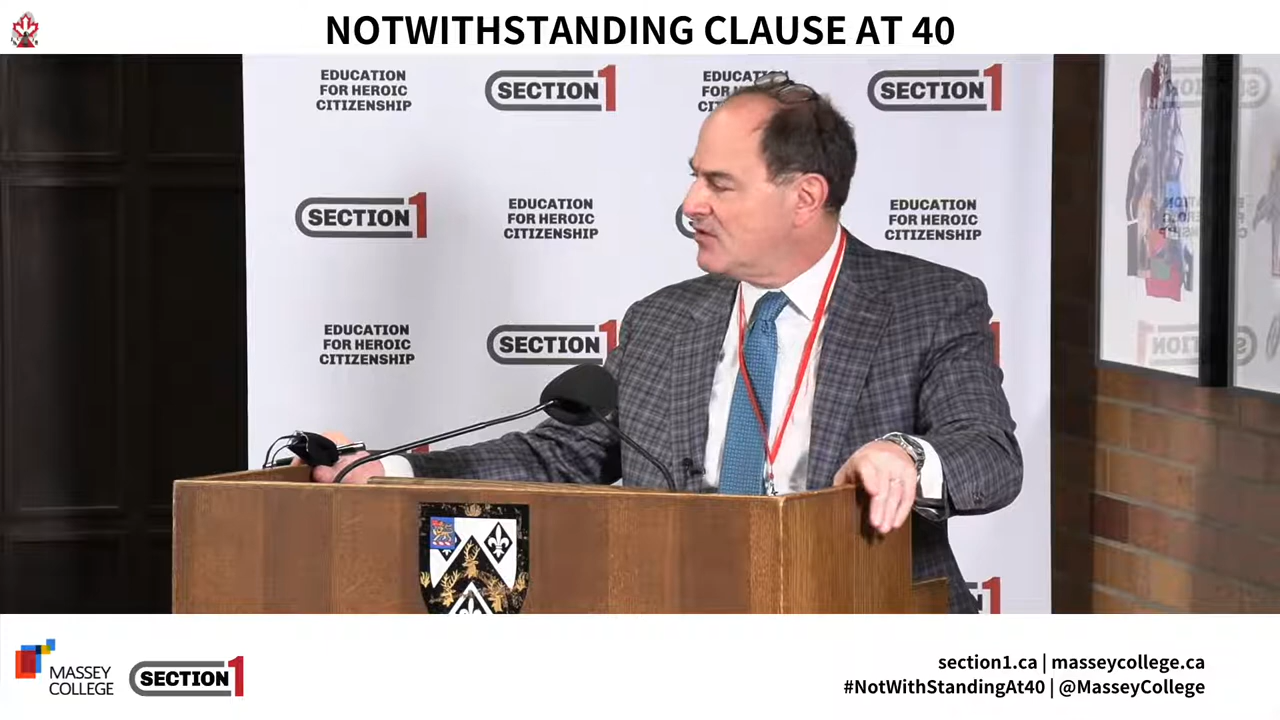 NOTWITHSTANDING CLAUSE AT 40
EDUCATION
FOR HEROIC
CITIZENSHIP
SECTION1
SECTION1
SECTION1
EDUCATION
FOR HEROIC
CITIZENSHIP
EDUCATION
FOR HEROIC
CITIZENSHIP
EDUCATION
FOR HEROIC
CITIZENSHIP
SECTION1
MASSEY
COLLEGE
SECTION1
section1.ca | masseycollege.ca
#NotWithStandingAt40 | @MasseyCollege